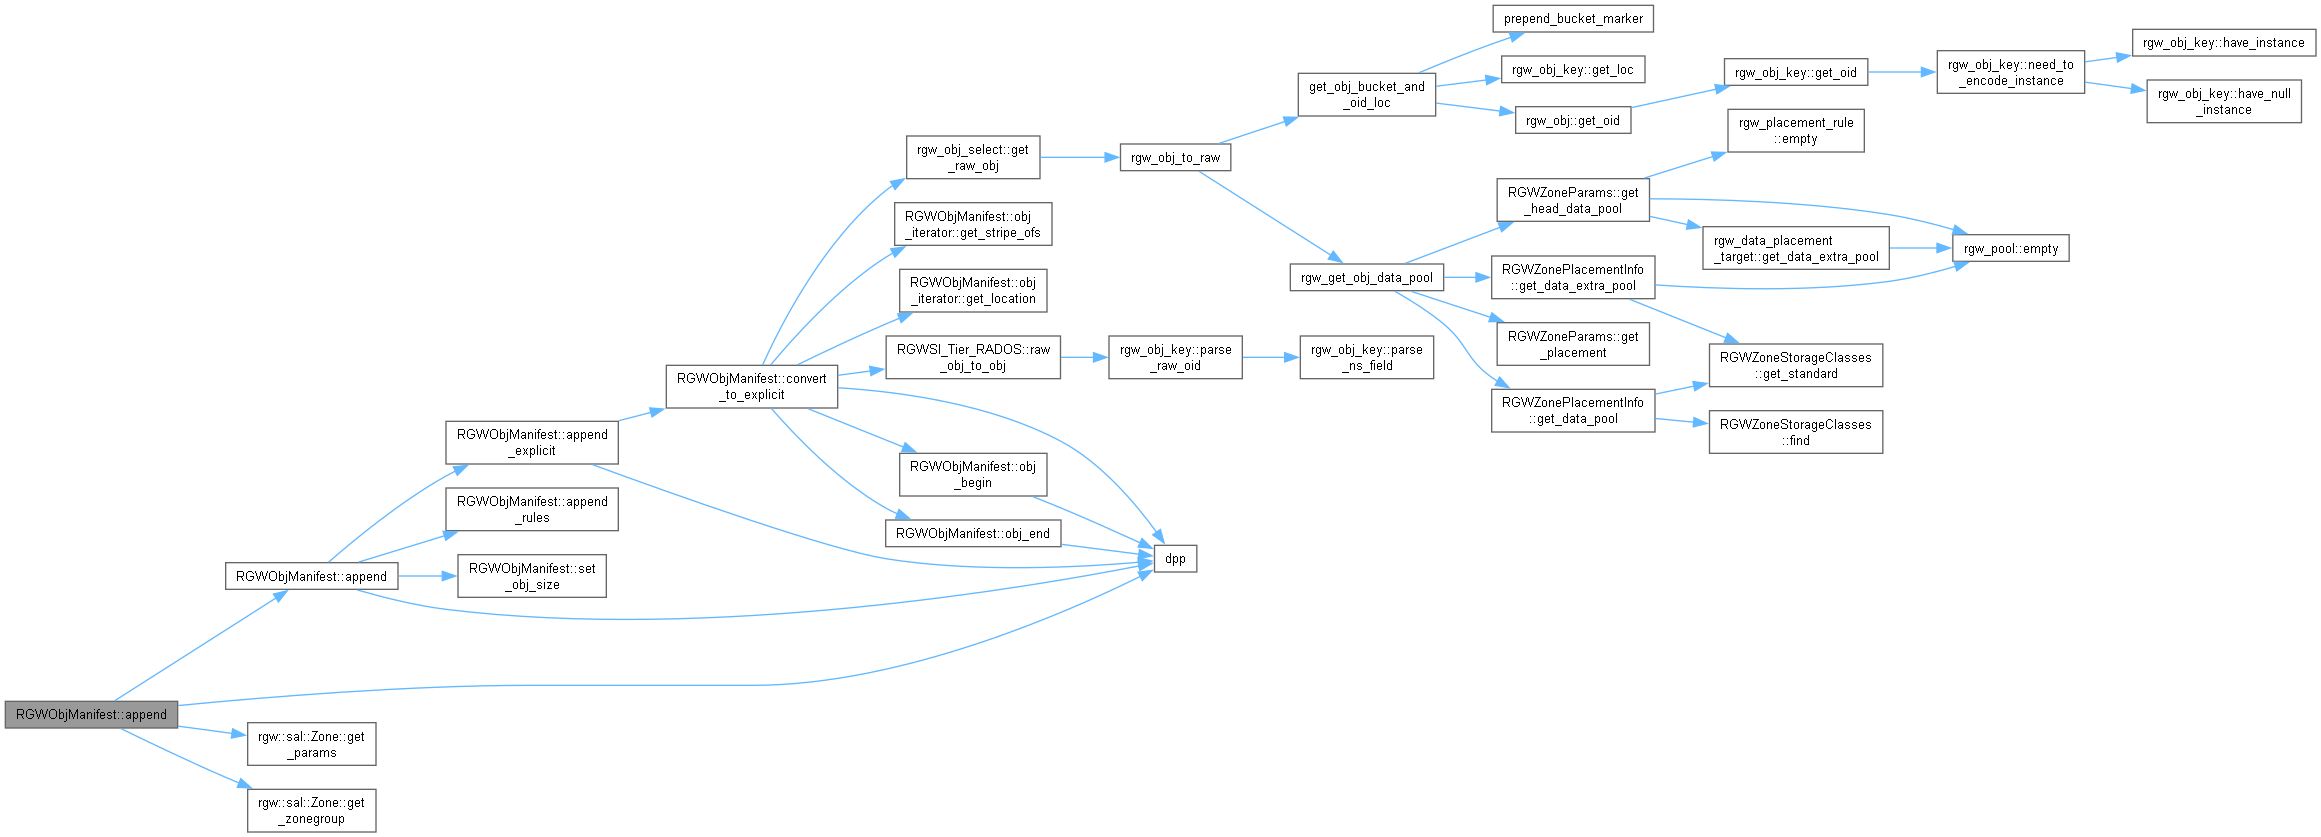 prepend_bucket_marker
rgw_obj_key::get_loc
rgw_obj_key::get_oid
rgw_obj_key::need_to
_encode_instance
rgw_obj_key::have_instance
rgw_obj_key::have_null
_instance
get_obj_bucket_and
_oid_loc
rgw_obj::get_oid
rgw_placement_rule
::empty
rgw_obj_select::get
_raw_obj
rgw_obj_to_raw
RGWZoneParams::get
_head_data_pool
RGWObjManifest::obj
_iterator::get_stripe_ofs
rgw_data_placement
_target::get_data_extra_pool
rgw_pool::empty
RGWObjManifest::obj
_iterator::get_location
rgw_get_obj_data_pool
RGWZonePlacementInfo
::get_data_extra_pool
RGWZoneParams::get
_placement
RGWSI_Tier_RADOS::raw
_obj_to_obj
rgw_obj_key::parse
_raw_oid
rgw_obj_key::parse
_ns_field
RGWZoneStorageClasses
::get_standard
RGWObjManifest::convert
_to_explicit
RGWZonePlacementInfo
::get_data_pool
RGWZoneStorageClasses
::find
RGWObjManifest::append
_explicit
RGWObjManifest::obj
_begin
RGWObjManifest::append
_rules
RGWObjManifest::obj_end
dpp
RGWObjManifest::append
RGWObjManifest::set
_obj_size
RGWObjManifest::append
rgw::sal::Zone::get
_params
rgw::sal::Zone::get
_zonegroup